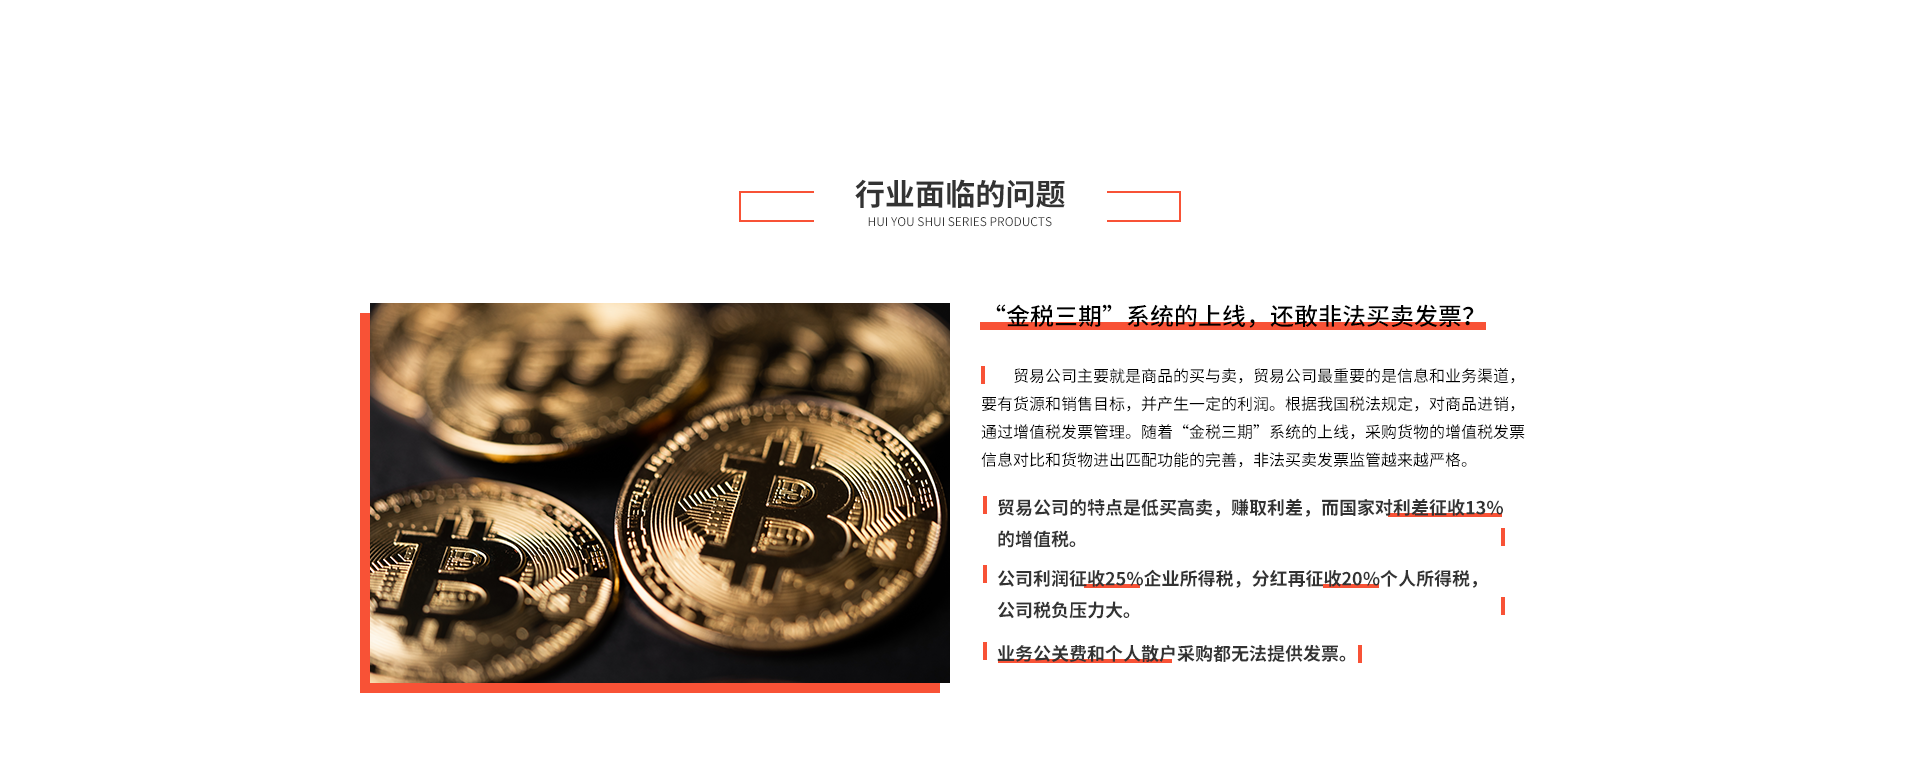 行业面临的问题
HUI YOU SHUI SERIES PRODUCTS
“金税三期”系统的上线，还敢非法买卖发票？
贸易公司主要就是商品的买与卖，贸易公司最重要的是信息和业务渠道，
要有货源和销售目标，并产生一定的利润。根据我国税法规定，对商品进销，
通过增值税发票管理。随着“金税三期”系统的上线，采购货物的增值税发票
信息对比和货物进出匹配功能的完善，非法买卖发票监管越来越严格。
贸易公司的特点是低买高卖，赚取利差，而国家对利差征收13%
的增值税。
公司利润征收25%企业所得税，分红再征收20%个人所得税，
公司税负压力大。
业务公关费和个人散户采购都无法提供发票。